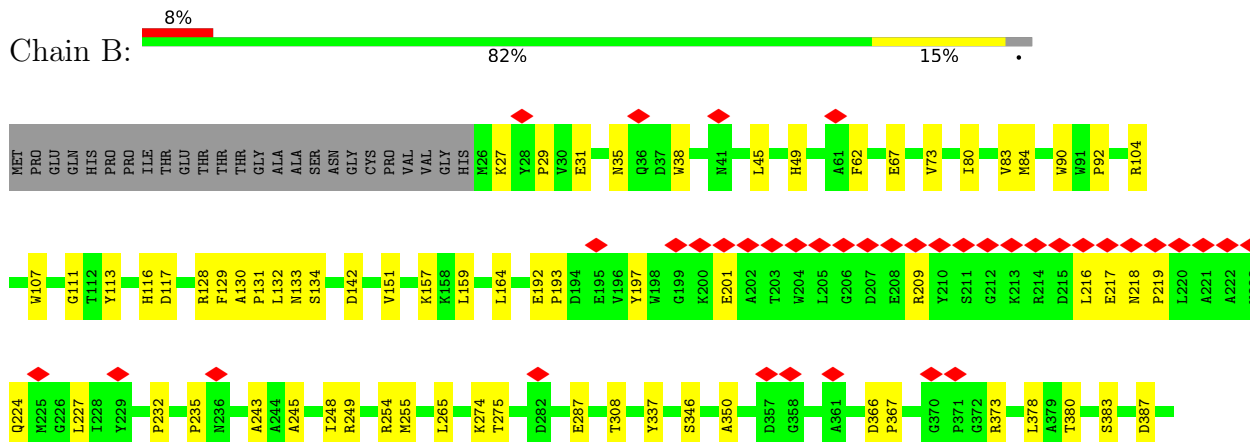 8%
Chain B:
82%
15%
•
MET PRO GLU GLN HIS PRO PRO ILE THR GLU THR THR THR GLY ALA ALA SER ASN GLY CYS PRO VAL VAL GLY HIS M26 K27 Y28 P29 V30 E31 N35 Q36 D37 W38 N41 L45 H49 A61 F62 E67 V73 I80 V83 M84 W90 W91 P92 R104
W107 G111 T112 Y113 H116 D117 R128 F129 A130 P131 L132 N133 S134 D142 V151 K157 K158 L159 L164 E192 P193 D194 E195 V196 Y197 W198 G199 K200 E201 A202 T203 W204 L205 G206 D207 E208 R209 Y210 S211 G212 K213 R214 D215 L216 E217 N218 P219 L220 A221 A222
Q224 M225 G226 L227 I228 Y229 P232 P235 N236 A243 A244 A245 I248 R249 R254 M255 L265 K274 T275 D282 E287 T308 Y337 S346 A350 D357 G358 A361 D366 P367 G370 P371 G372 R373 L378 A379 T380 S383 D387